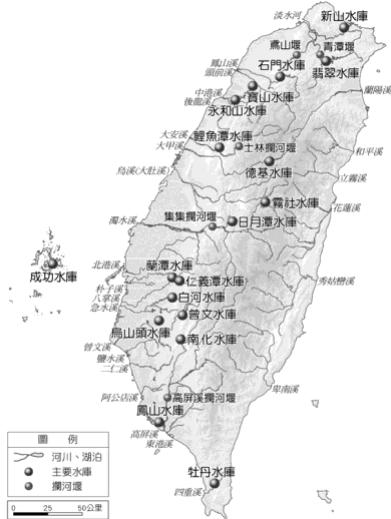 淡水河
新山水庫
鳶山堰
青潭堰
鳳山溪
頭前溪
石門水庫
翡翠水庫
中港溪
後龍溪
寶山水庫
蘭陽溪
永和山水庫
大安溪
大甲溪
鯉魚潭水庫
士林攔河堰
和平溪
烏溪(大肚溪)
德基水庫
立霧溪
霧社水庫
花蓮溪
集集攔河堰
濁水溪
日月潭水庫
北港溪
蘭潭水庫
成功水庫
仁義潭水庫
秀姑巒溪
朴子溪
八掌溪
急水溪
白河水庫
曾文水庫
烏山頭水庫
南化水庫
曾文溪
鹽水溪
二仁溪
卑南溪
阿公店溪
高屏溪攔河堰
鳳山水庫
高屏溪
東港溪
牡丹水庫
四重溪
圖 例
河川、湖泊
主要水庫
攔河堰
0 25 50公里